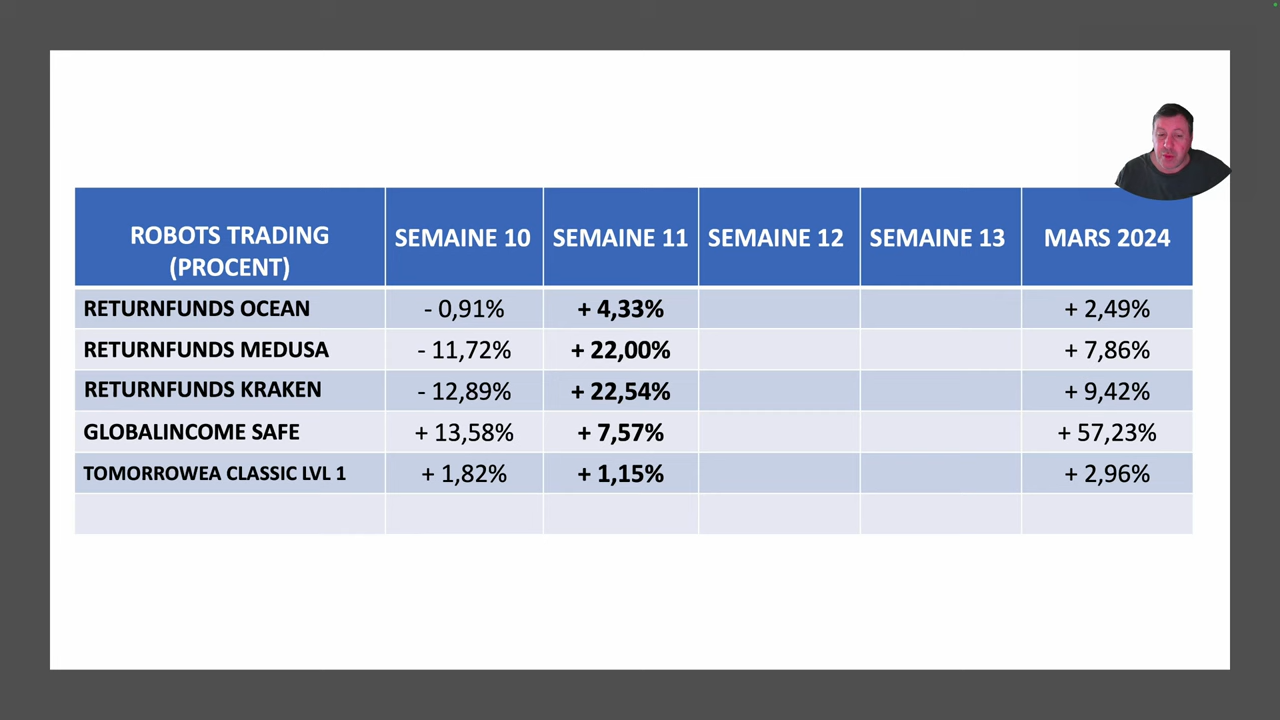 ROBOTS TRADING
(PROCENT)
SEMAINE 10
SEMAINE 11
SEMAINE 12
SEMAINE 13
MARS 2024
RETURNFUNDS OCEAN - 0,91% + 4,33% + 2,49%
RETURNFUNDS MEDUSA - 11,72% + 22,00% + 7,86%
RETURNFUNDS KRAKEN - 12,89% + 22,54% + 9,42%
GLOBALINCOME SAFE + 13,58% + 7,57% + 57,23%
TOMORROWEA CLASSIC LVL 1 + 1,82% + 1,15% + 2,96%